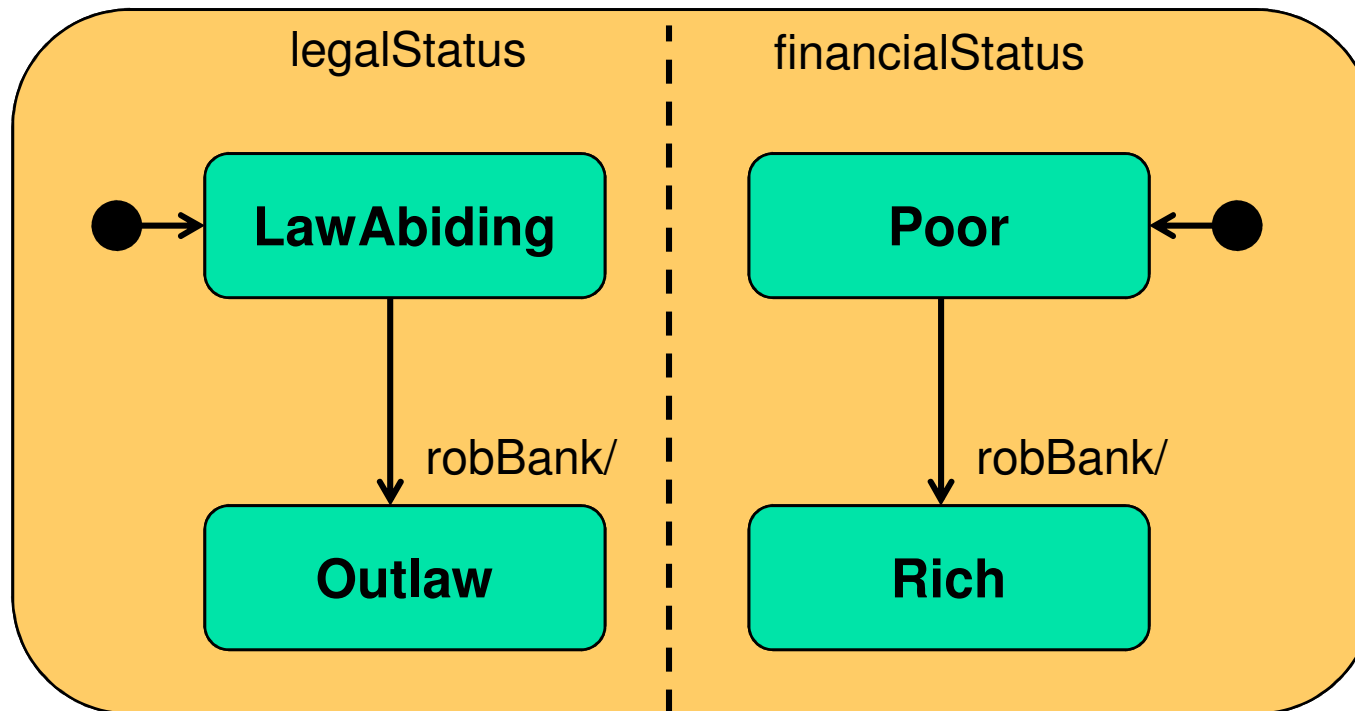 legalStatus
financialStatus
LawAbiding
Poor
robBank/
robBank/
Outlaw
Rich